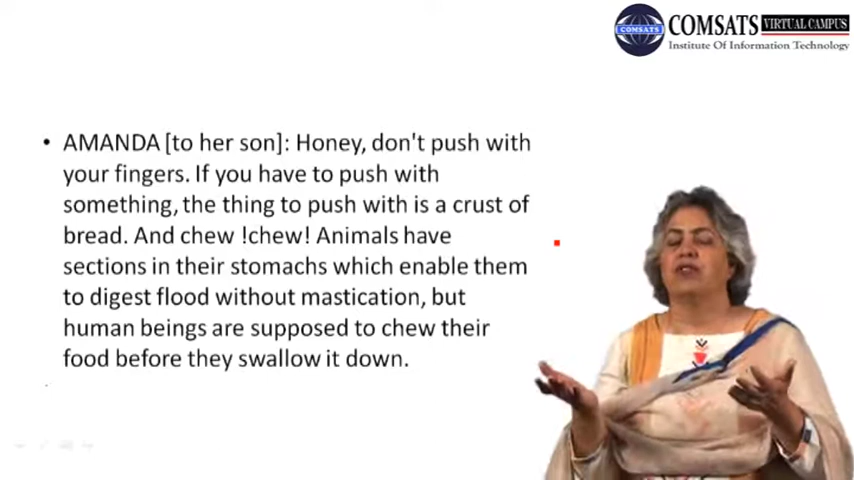 COMSATS VIRTUAL CAMPUS
COMSATS
Institute Of Information Technology
• AMANDA [to her son]: Honey, don't push with
your fingers. If you have to push with
something, the thing to push with is a crust of
bread. And chew !chew! Animals have
sections in their stomachs which enable them
to digest flood without mastication, but
human beings are supposed to chew their
food before they swallow it down.